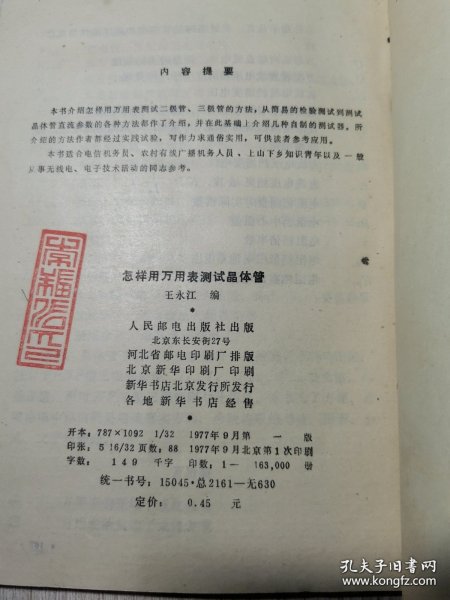 内容提要
本书介绍怎样用万用表测试二极管、三极管的方法，从简易的检验测试到测试
晶体管直流参数的各种方法都作了介绍，并在此基础上介绍几种自制的测试器。所
介绍的方法作者都经过实践试验，写作力求通俗实用，可供读者参考应用。
本书适合电信机务员、农村有线广播机务人员、上山下乡知识青年以及一般
从事无线电、电子技术活动的同志参考。
怎样用万用表测试晶体管
王永江 编
人民邮电出版社出版
北京东长安街27号
河北省邮电印刷厂排版
北京新华印刷厂印刷
新华书店北京发行所发行
各地新华书店经售
开本：787×1092 1/32 1977年9月第一版
印张：5 16/32 页数：88 1977年9月北京第1次印刷
字数：149千字 印数：1—163,000册
统一书号：15045·总2161—无630
定价：0.45元
孔夫子旧书网
www.kongfz.com